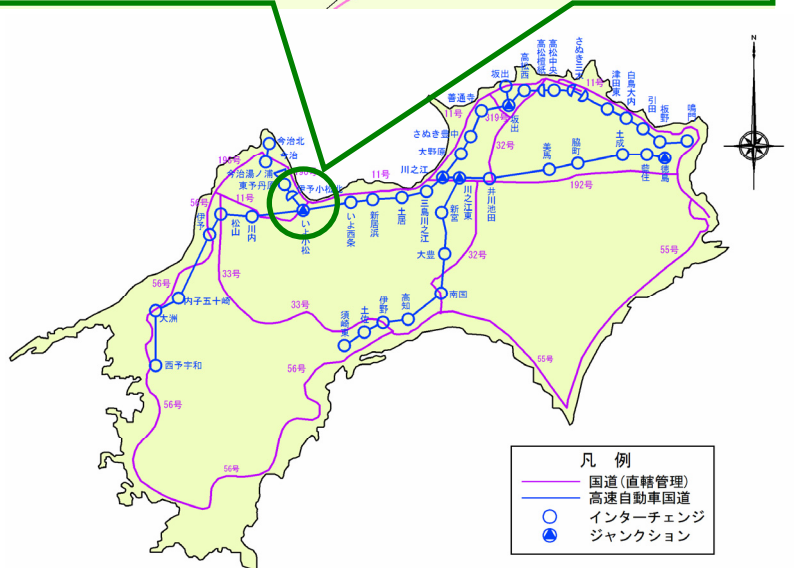 N
高松西
高松檀紙
高松中央
さぬき三木
坂出
11号
津田東
白鳥大内
引田
板野
鳴門
善通寺
11号
319号
坂出
さぬき豊中
大野原
32号
美馬
脇町
土成
藍住
徳島
今治北
今治
今治湯ノ浦
東予丹原
伊予小松北
196号
川之江
11号
192号
56号
11号
伊予
松山
川内
いよ小松
いよ西条
新居浜
土居
三島川之江
新宮
川之江東
井川池田
大豊
32号
55号
33号
56号
内子五十崎
大洲
33号
須崎東
土佐
伊野
高知
南国
西予宇和
56号
55号
56号
56号
凡 例
国道(直轄管理)
高速自動車国道
インターチェンジ
ジャンクション